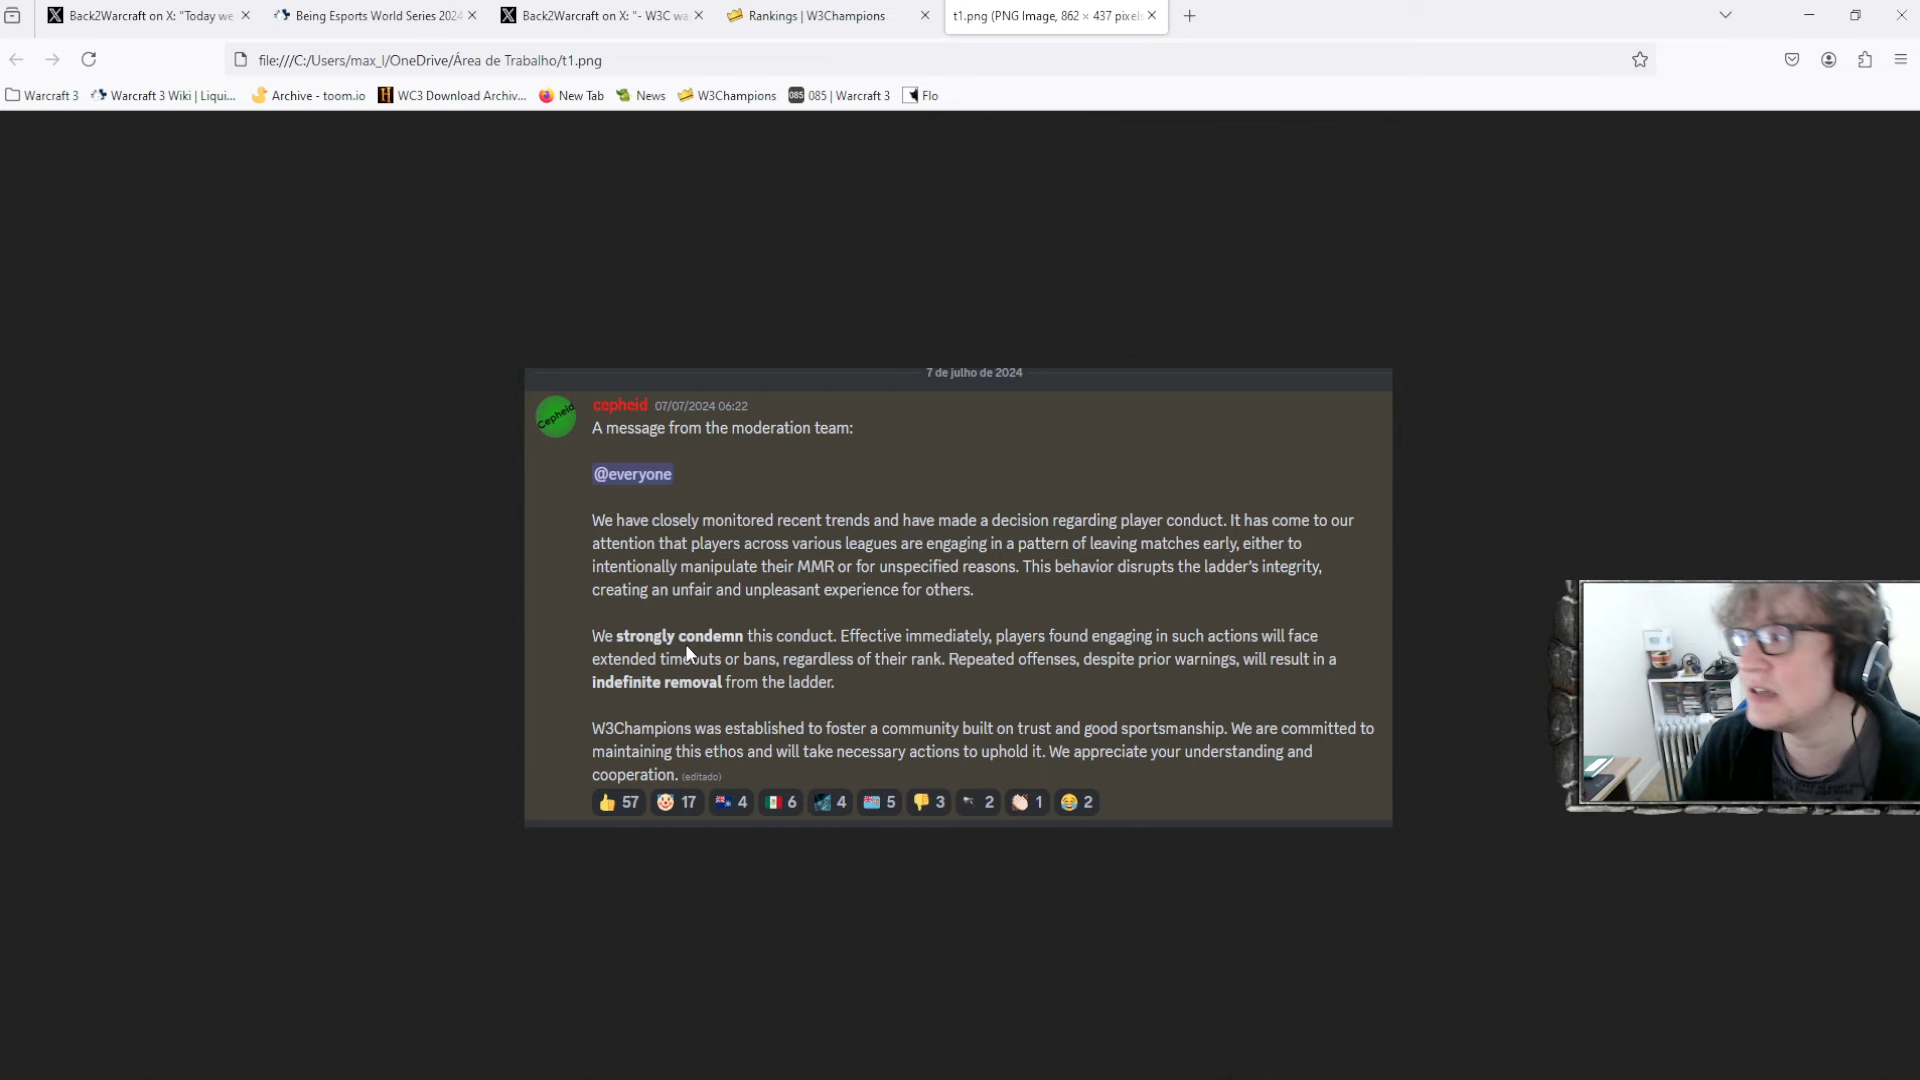 Back2Warcraft on X: "Today we
Being Esports World Series 2024
Back2Warcraft on X: "- W3C wa
Rankings | W3Champions
t1.png (PNG Image, 862 × 437 pixels
file:///C:/Users/max_l/OneDrive/Área de Trabalho/t1.png
Warcraft 3
Warcraft 3 Wiki | Liqui...
Archive - toom.io
WC3 Download Archiv...
New Tab
News
W3Champions
085 | Warcraft 3
Flo
7 de julho de 2024
cepheid 07/07/2024 06:22
Cepheid
A message from the moderation team:
@everyone
We have closely monitored recent trends and have made a decision regarding player conduct. It has come to our
attention that players across various leagues are engaging in a pattern of leaving matches early, either to
intentionally manipulate their MMR or for unspecified reasons. This behavior disrupts the ladder's integrity,
creating an unfair and unpleasant experience for others.
We strongly condemn this conduct. Effective immediately, players found engaging in such actions will face
extended timeouts or bans, regardless of their rank. Repeated offenses, despite prior warnings, will result in a
indefinite removal from the ladder.
W3Champions was established to foster a community built on trust and good sportsmanship. We are committed to
maintaining this ethos and will take necessary actions to uphold it. We appreciate your understanding and
cooperation. (editado)
57 17 4 6 4 5 3 2 1 2